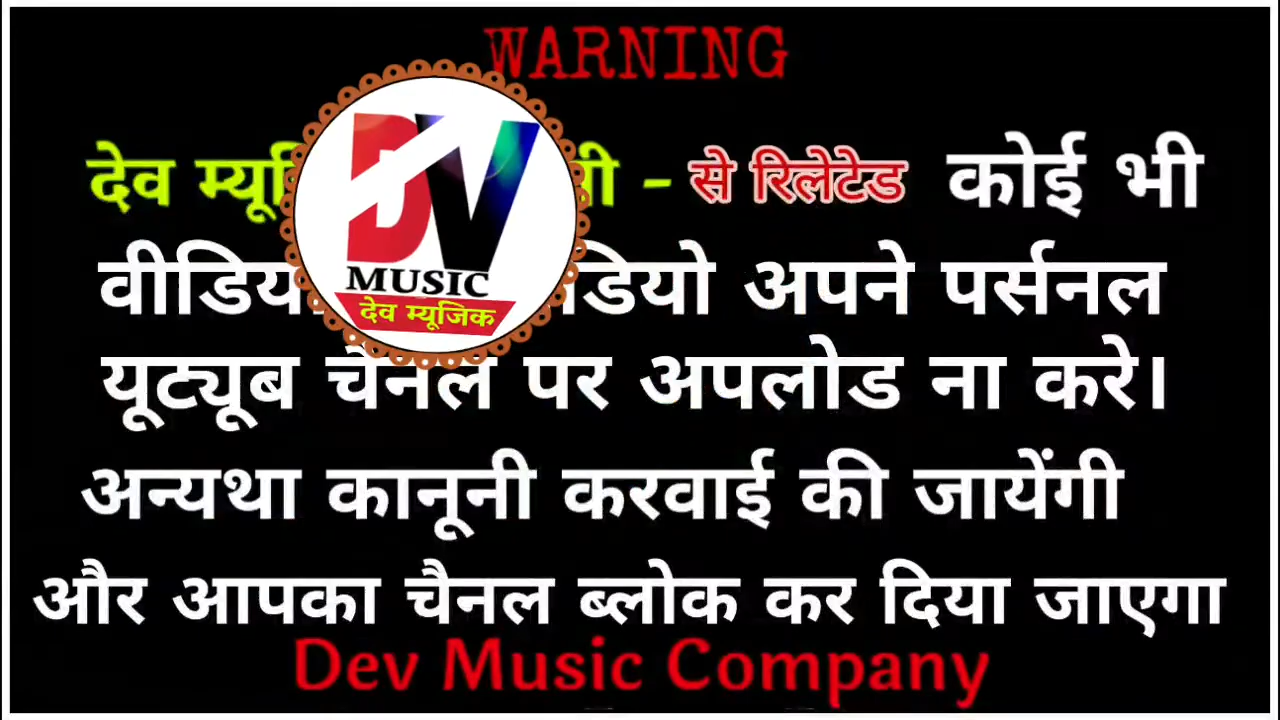 WARNING
देव - से रिलेटेड कोई भी
अपने पर्सनल
यूट्यूब चैनल पर अपलोड ना करे।
अन्यथा कानूनी करवाई की जायेंगी
और आपका चैनल ब्लोक कर दिया जाएगा
Dev Music Company
DV
MUSIC
देव म्यूजिक